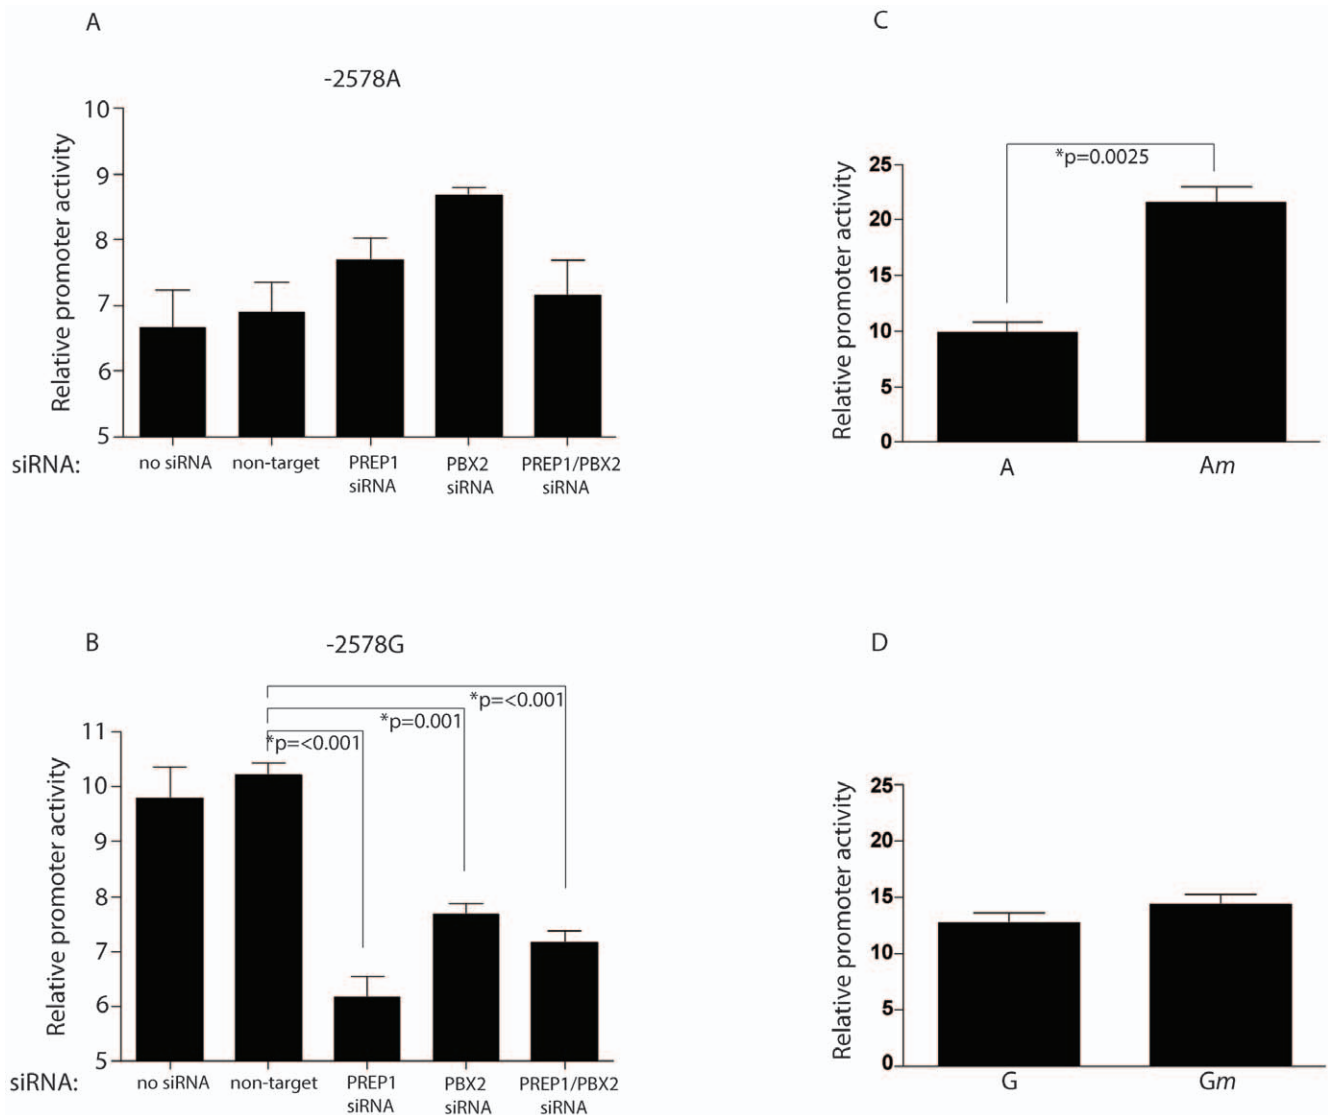 A
-2578A
Relative promoter activity
10
9
8
7
6
5
siRNA:
no siRNA
non-target
PREP1
siRNA
PBX2
siRNA
PREP1/PBX2
siRNA
C
*p=0.0025
Relative promoter activity
25
20
15
10
5
0
A
Am
B
-2578G
*p=<0.001
*p=0.001
*p=<0.001
Relative promoter activity
11
10
9
8
7
6
5
siRNA:
no siRNA
non-target
PREP1
siRNA
PBX2
siRNA
PREP1/PBX2
siRNA
D
Relative promoter activity
25
20
15
10
5
0
G
Gm